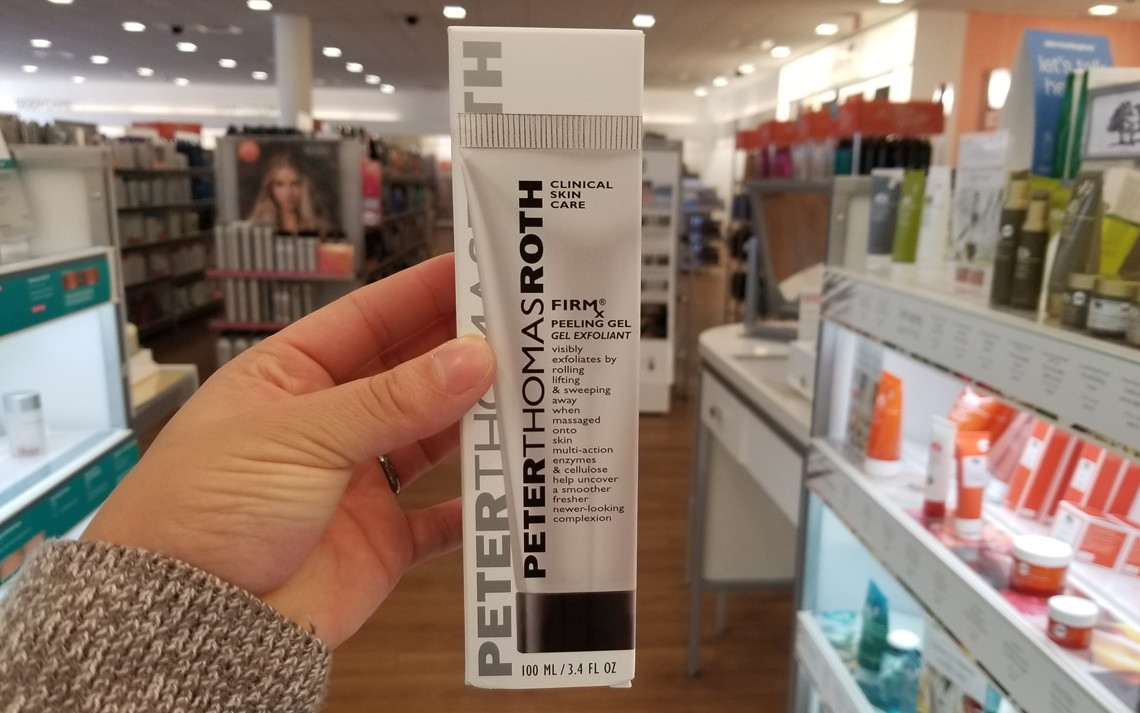 PETERTHOMASROTH
CLINICAL
SKIN
CARE
PETERTHOMASROTH
FIRMx®
PEELING GEL
GEL EXFOLIANT
visibly
exfoliates by
rolling
lifting
& sweeping
away
when
massaged
onto
skin
multi-action
enzymes
& cellulose
help uncover
a smoother
fresher
newer-looking
complexion
100 ML / 3.4 FL OZ
let's talk